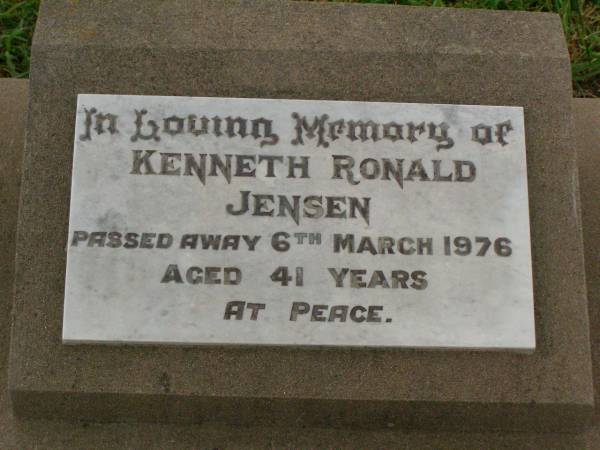 In Loving Memory of
KENNETH RONALD
JENSEN
PASSED AWAY 6TH MARCH 1976
AGED 41 YEARS
AT PEACE.